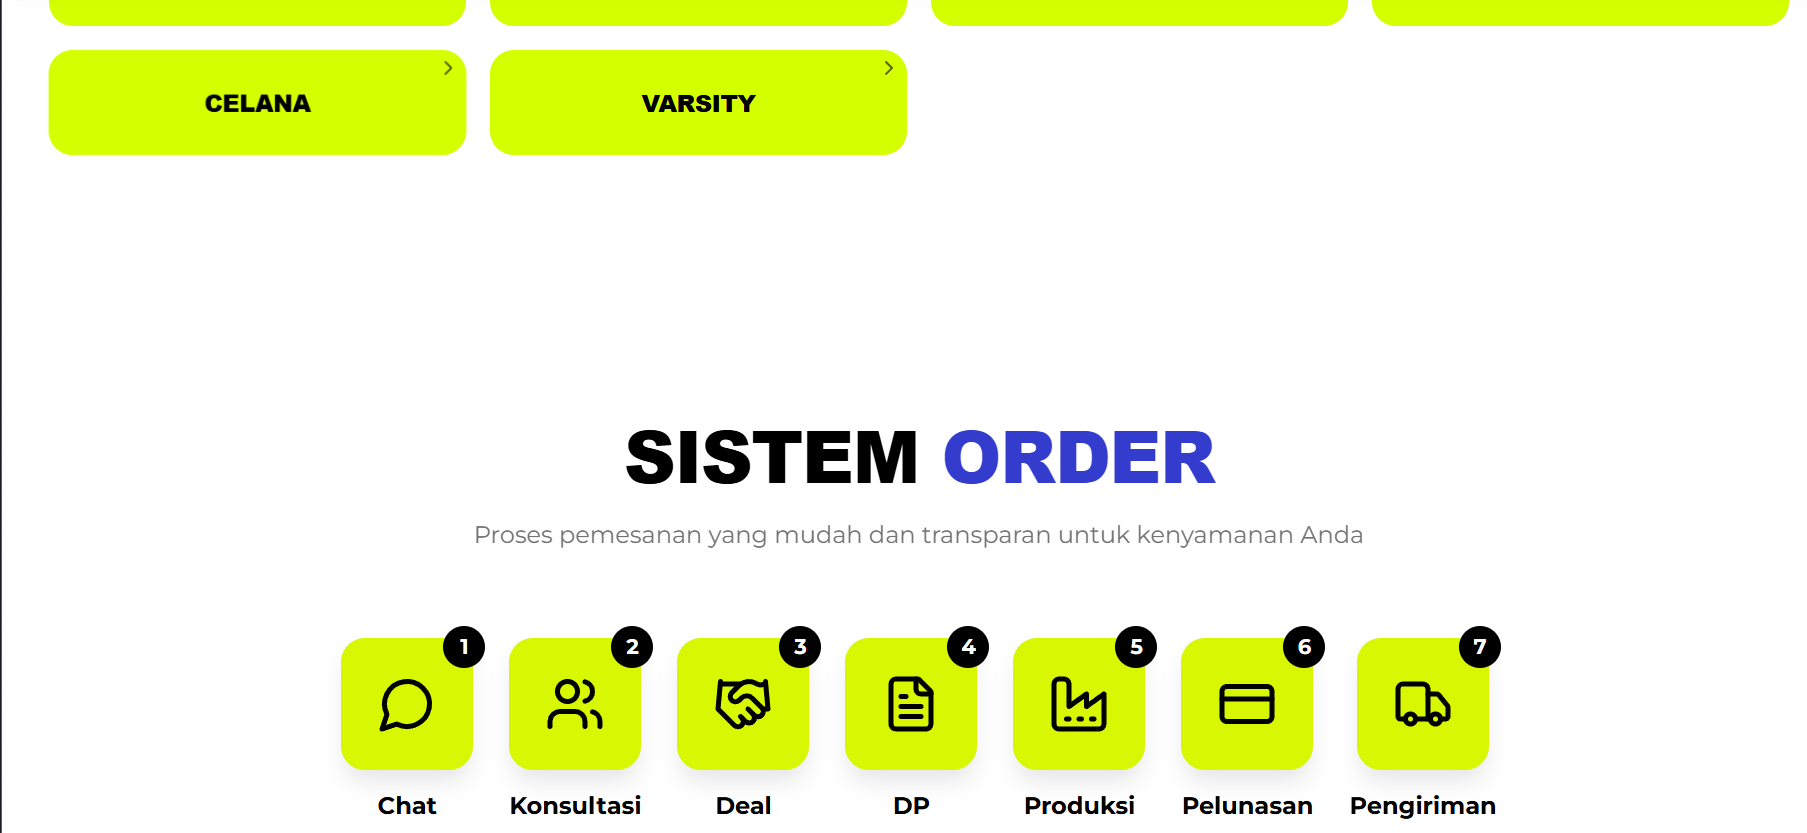 CELANA
VARSITY
SISTEM ORDER
Proses pemesanan yang mudah dan transparan untuk kenyamanan Anda
1
2
3
4
5
6
7
Chat
Konsultasi
Deal
DP
Produksi
Pelunasan
Pengiriman